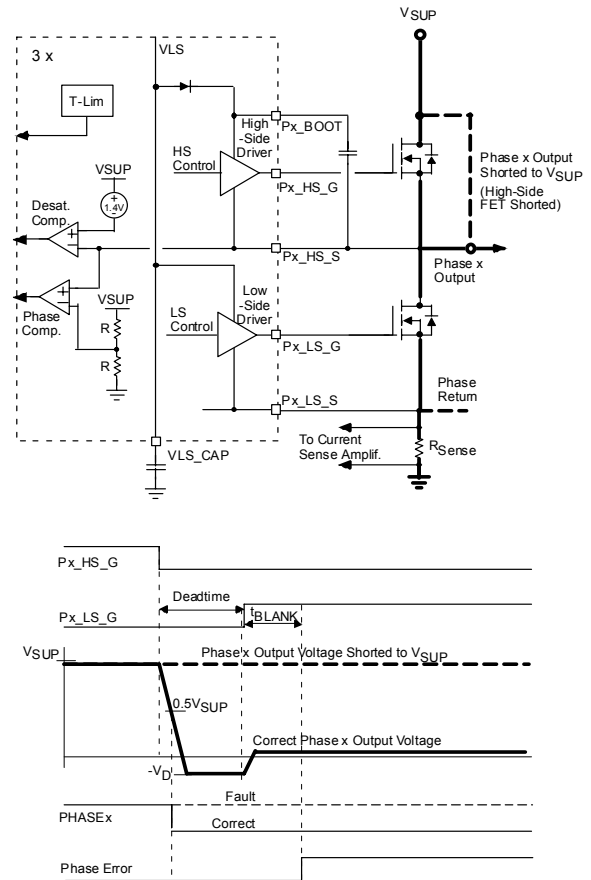 VSUP
3 x
VLS
T-Lim
High
-Side
Driver
Px_BOOT
HS
Control
Px_HS_G
Phase x Output
Shorted to VSUP
(High-Side
FET Shorted)
VSUP
Desat.
Comp.
1.4V
Px_HS_S
Phase x
Output
Phase
Comp.
VSUP
R
R
LS
Control
Low
-Side
Driver
Px_LS_G
Px_LS_S
Phase
Return
To Current
Sense Amplif.
RSense
VLS_CAP
Px_HS_G
Deadtime
Px_LS_G
tBLANK
VSUP
Phase x Output Voltage Shorted to VSUP
0.5VSUP
Correct Phase x Output Voltage
-VD
Fault
PHASEx
Correct
Phase Error